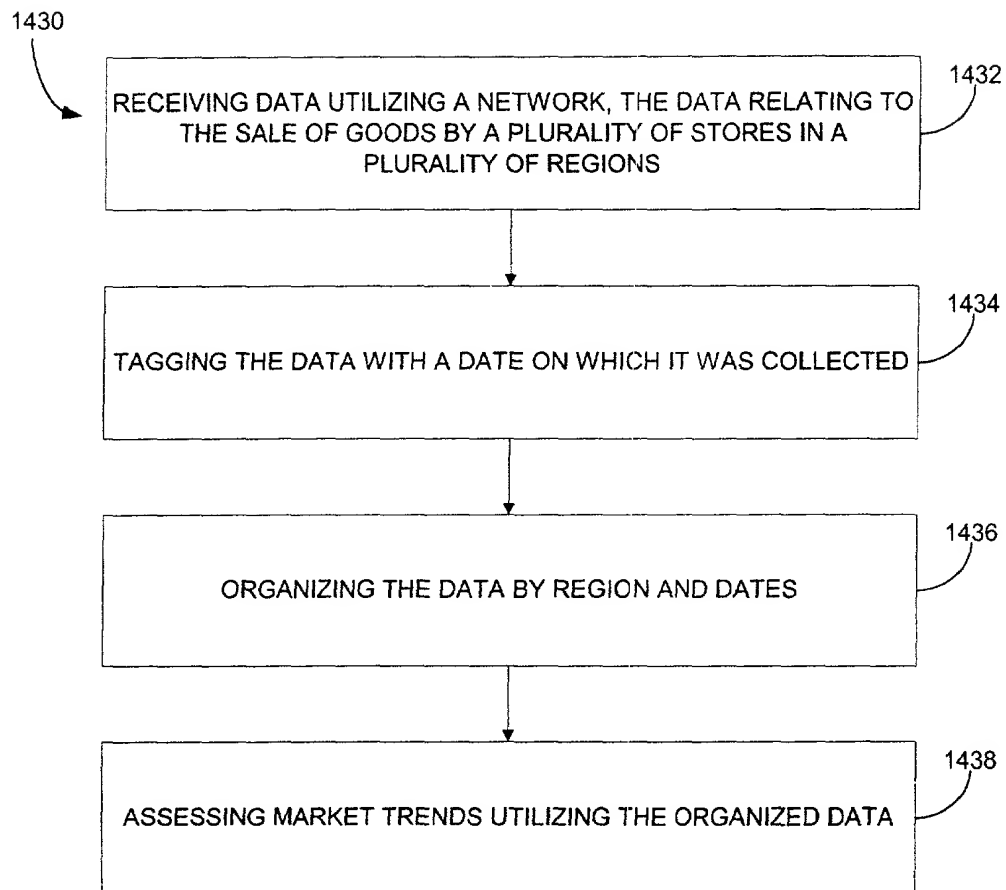 1430
1432
RECEIVING DATA UTILIZING A NETWORK, THE DATA RELATING TO
THE SALE OF GOODS BY A PLURALITY OF STORES IN A
PLURALITY OF REGIONS
1434
TAGGING THE DATA WITH A DATE ON WHICH IT WAS COLLECTED
1436
ORGANIZING THE DATA BY REGION AND DATES
1438
ASSESSING MARKET TRENDS UTILIZING THE ORGANIZED DATA